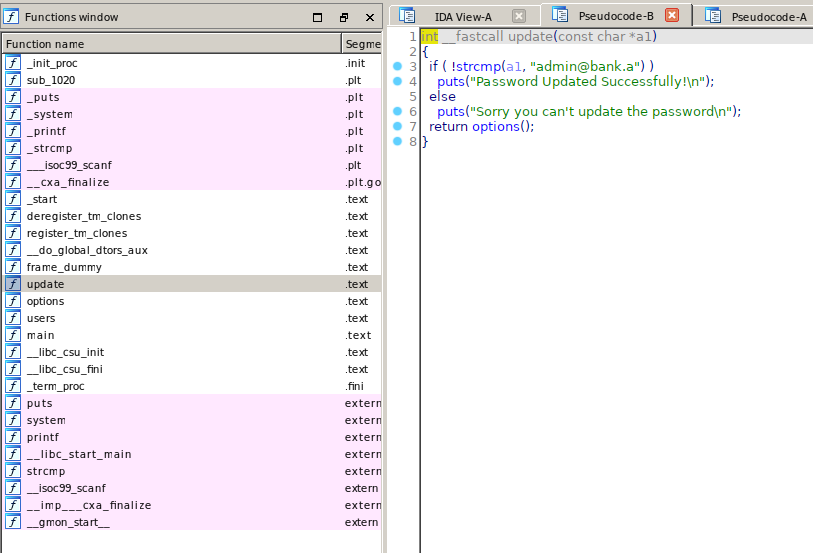 Functions window
IDA View-A
Pseudocode-B
Pseudocode-A
Function name
Segme
_init_proc
.init
sub_1020
.plt
_puts
.plt
_system
.plt
_printf
.plt
_strcmp
.plt
___isoc99_scanf
.plt
__cxa_finalize
.plt.go
_start
.text
deregister_tm_clones
.text
register_tm_clones
.text
__do_global_dtors_aux
.text
frame_dummy
.text
update
.text
options
.text
users
.text
main
.text
__libc_csu_init
.text
__libc_csu_fini
.text
_term_proc
.fini
puts
extern
system
extern
printf
extern
__libc_start_main
extern
strcmp
extern
__isoc99_scanf
extern
__imp___cxa_finalize
extern
__gmon_start__
extern
1 int __fastcall update(const char *a1)
2 {
3 if ( !strcmp(a1, "admin@bank.a") )
4 puts("Password Updated Successfully!\n");
5 else
6 puts("Sorry you can't update the password\n");
7 return options();
8 }